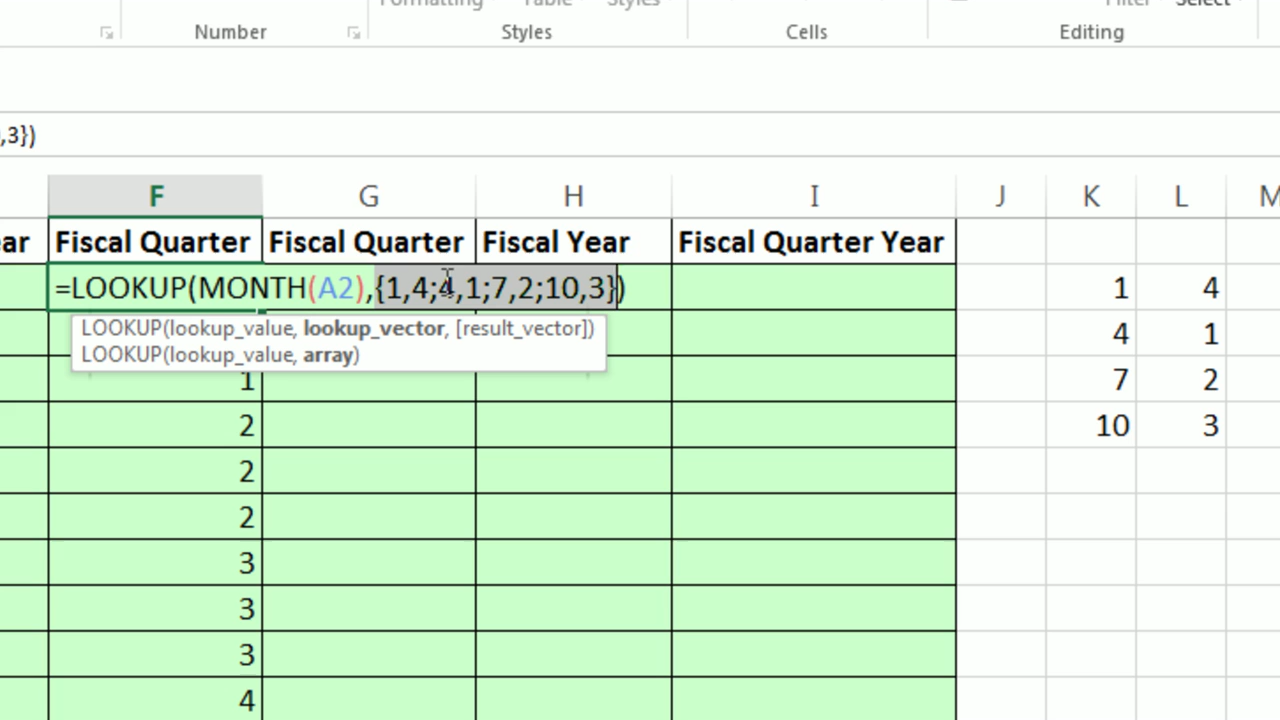 Formatting Table Styles Filter Select
Number Styles Cells Editing
,3})
F G H I J K L M
ar Fiscal Quarter Fiscal Quarter Fiscal Year Fiscal Quarter Year
=LOOKUP(MONTH(A2),{1,4;4,1;7,2;10,3}) 1 4
LOOKUP(lookup_value, lookup_vector, [result_vector]) 4 1
LOOKUP(lookup_value, array)
1 7 2
2 10 3
2
2
3
3
3
4